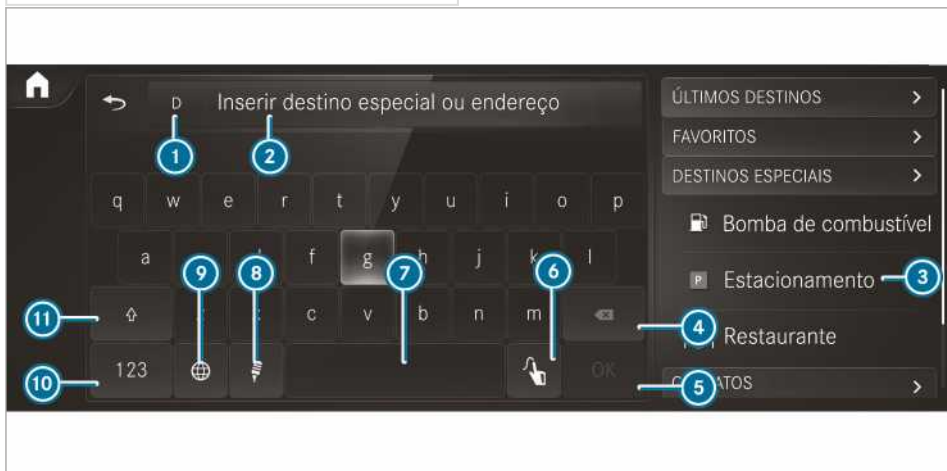 D Inserir destino especial ou endereço
1 2
q w e r t y u i o p
a f g h j k l
9 8 7 6
11 c v b n m 4
10 123 OK 5
ÚLTIMOS DESTINOS >
FAVORITOS >
DESTINOS ESPECIAIS >
Bomba de combustível
P Estacionamento 3
Restaurante
ATOS >